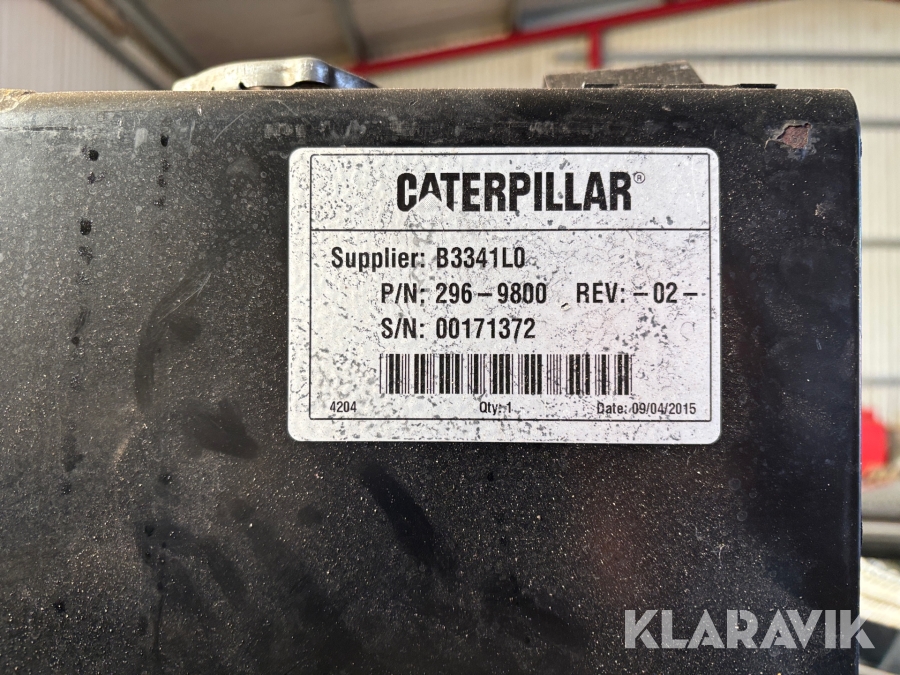 CATERPILLAR®
Supplier: B3341L0
P/N: 296-9800 REV: -02-
S/N: 00171372
4204 Qty: 1 Date: 09/04/2015
KLARAVIK